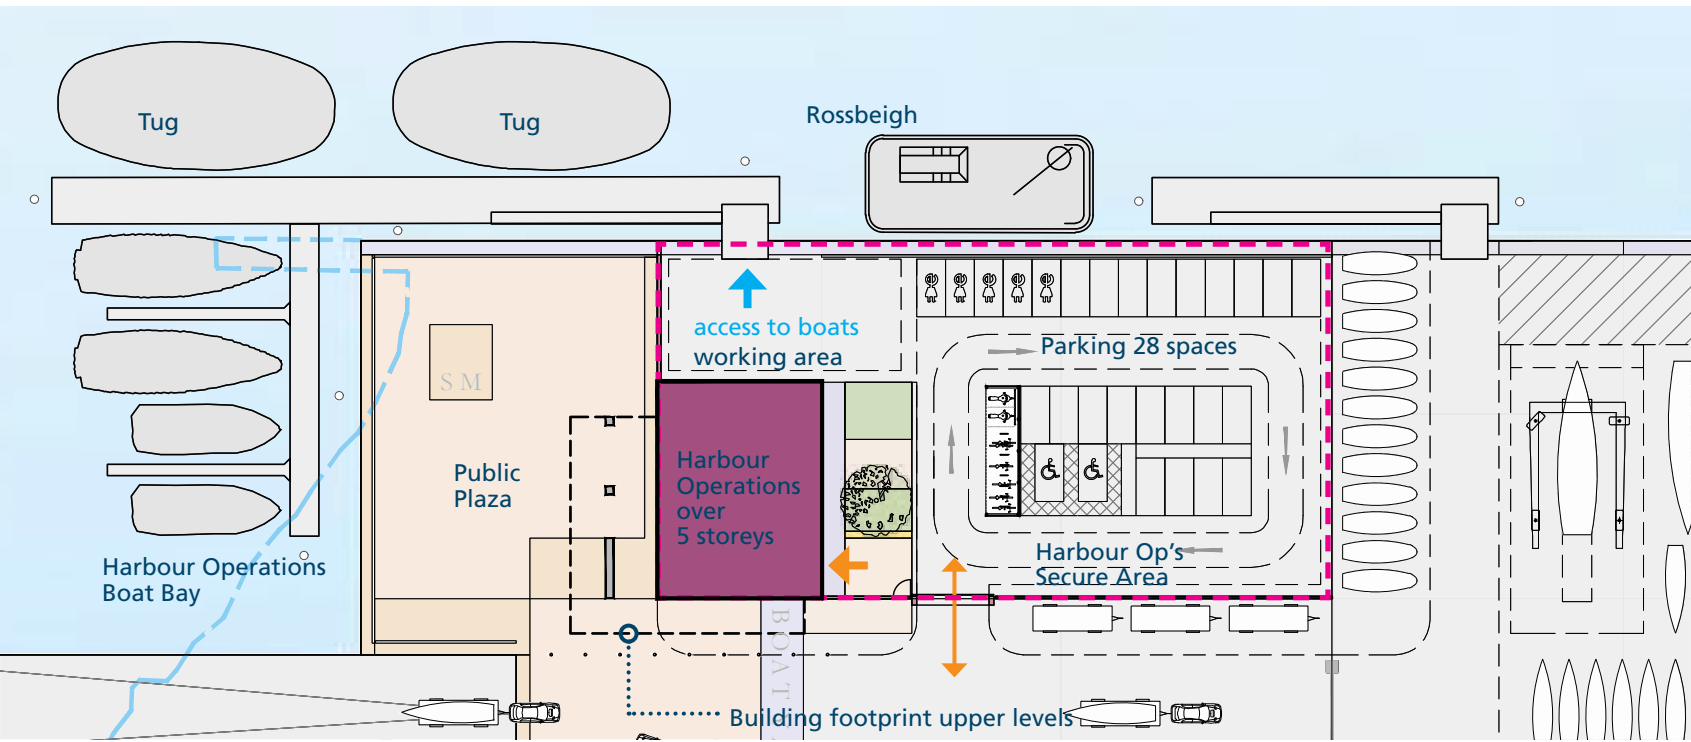 Tug
Tug
Rossbeigh
access to boats
working area
Parking 28 spaces
SM
Public
Plaza
Harbour
Operations
over
5 storeys
Harbour Op's
Secure Area
Harbour Operations
Boat Bay
BOAT
Building footprint upper levels